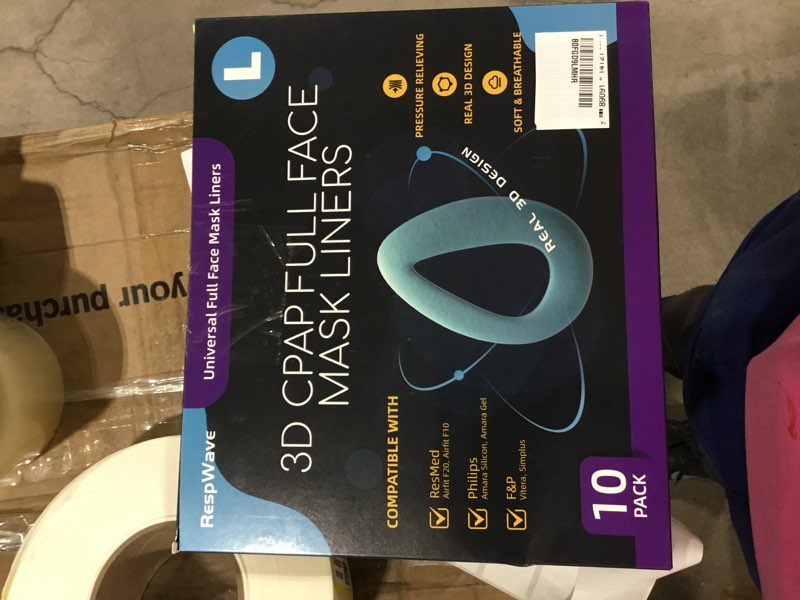 RespWave
Universal Full Face Mask Liners
L
3D CPAP FULL FACE
MASK LINERS
COMPATIBLE WITH
ResMed
Airfit F20, Airfit F10
Philips
Amara Silicon, Amara Gel
F&P
Vitera, Simplus
REAL 3D DESIGN
PRESSURE RELIEVING
REAL 3D DESIGN
SOFT & BREATHABLE
10
PACK
your purcha